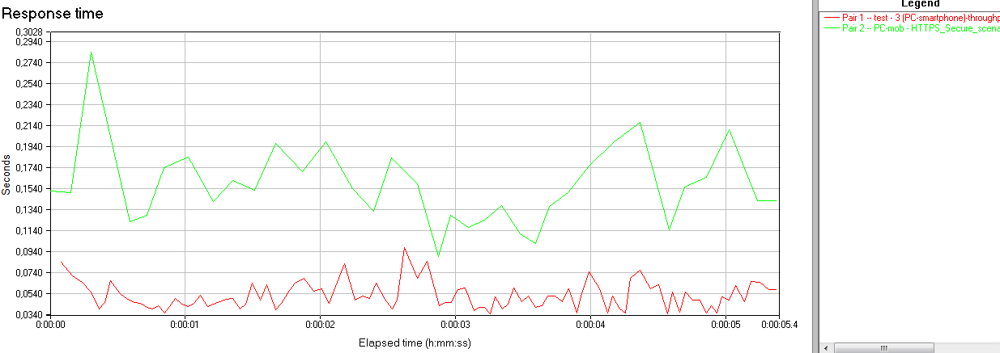 Response time
Legend
Pair 1 -- test - 3 (PC-smartphone)-throughp
Pair 2 -- PC-mob - HTTPS_Secure_scena
0,3028
0,2940
0,2740
0,2540
0,2340
0,2140
0,1940
0,1740
0,1540
0,1340
0,1140
0,0940
0,0740
0,0540
0,0340
Seconds
0:00:00 0:00:01 0:00:02 0:00:03 0:00:04 0:00:05 0:00:05.4
Elapsed time (h:mm:ss)